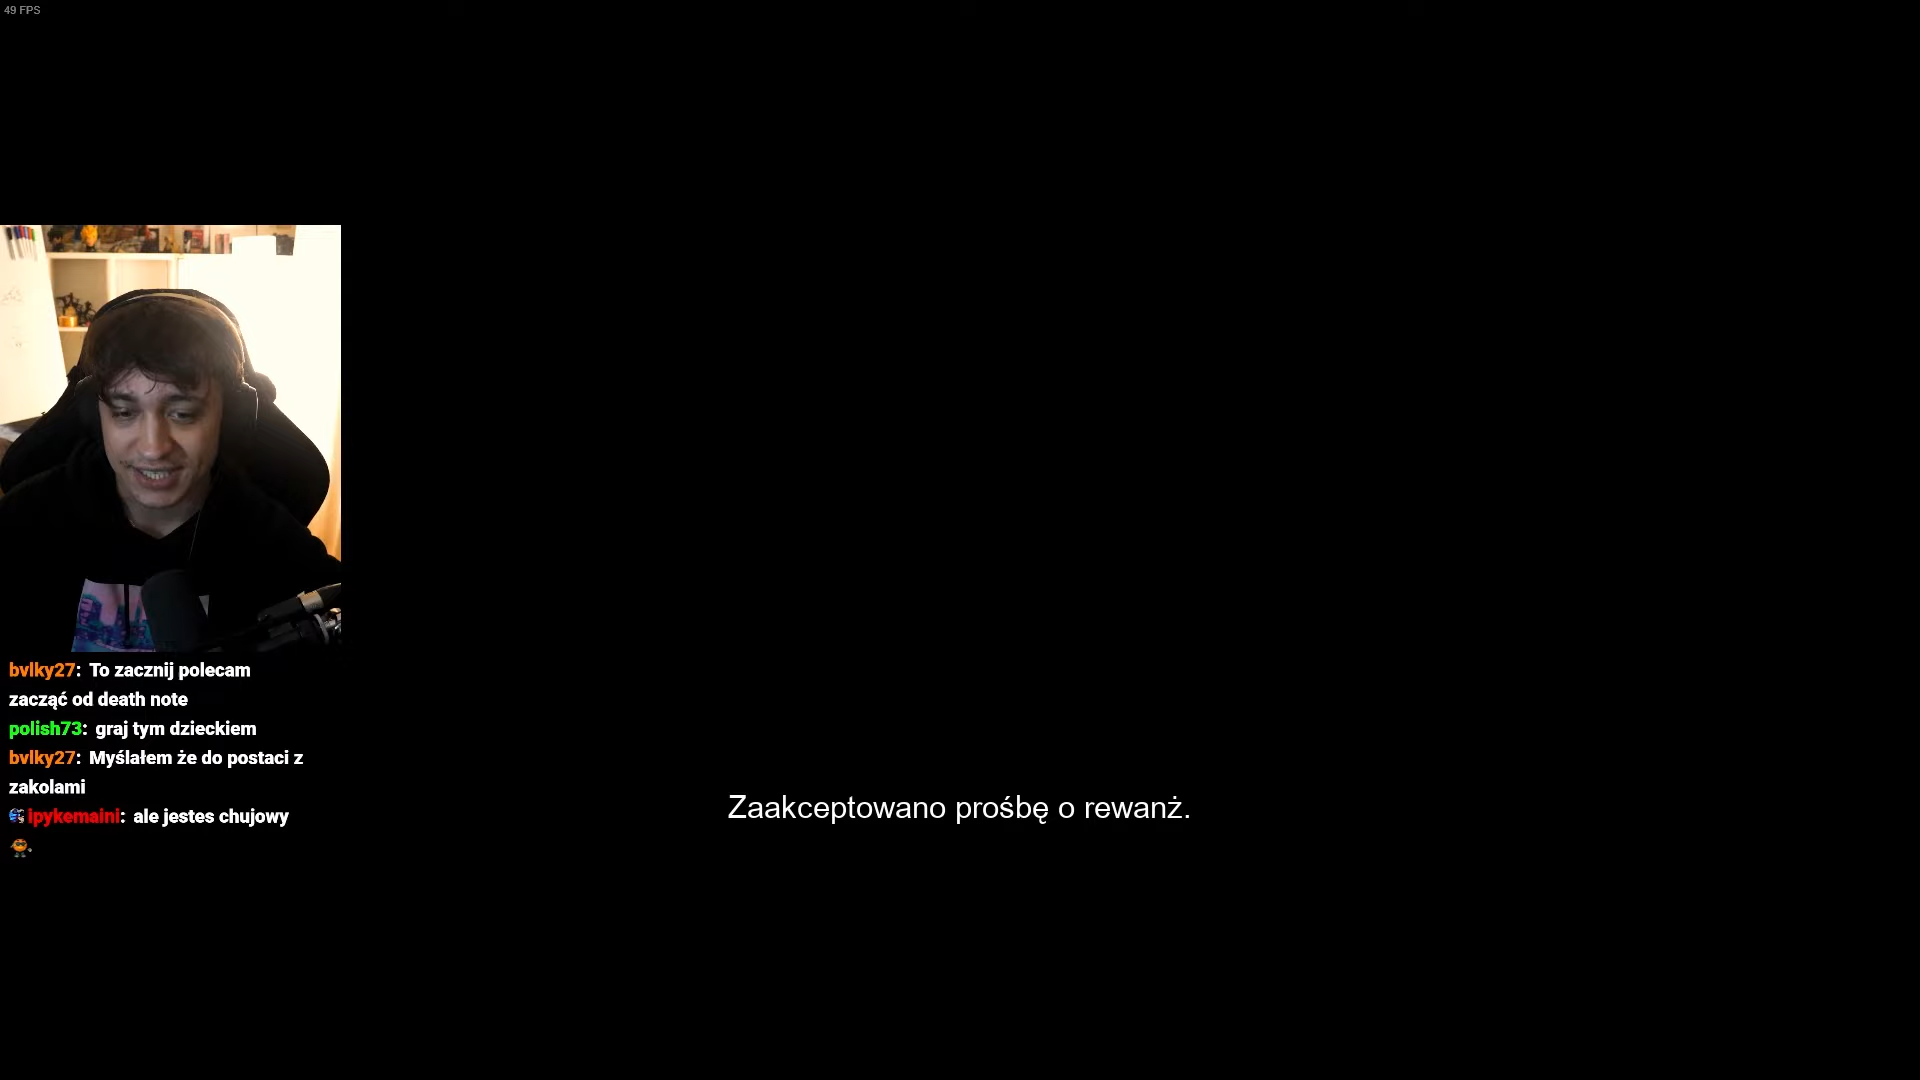 49 FPS
bvlky27: To zacznij polecam
zacząć od death note
polish73: graj tym dzieckiem
bvlky27: Myślałem że do postaci z
zakolami
ipykemaini: ale jestes chujowy
Zaakceptowano prośbę o rewanż.